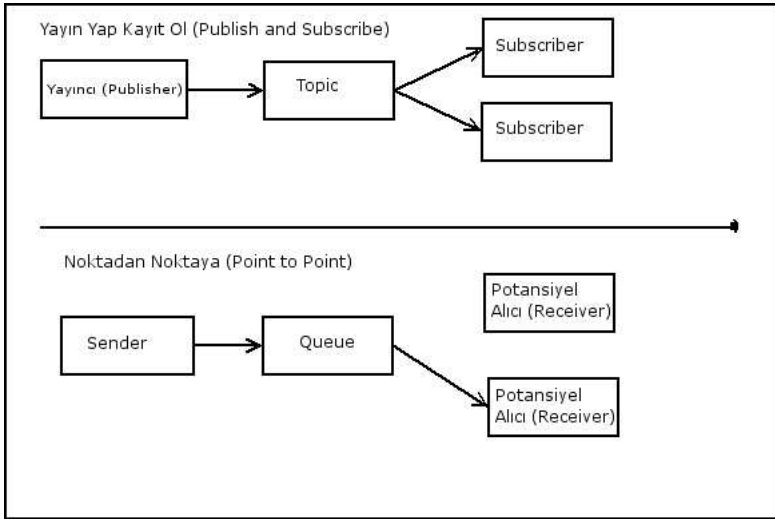 Yayın Yap Kayıt Ol (Publish and Subscribe)
Yayıncı (Publisher)
Topic
Subscriber
Subscriber
Noktadan Noktaya (Point to Point)
Sender
Queue
Potansiyel
Alıcı (Receiver)
Potansiyel
Alıcı (Receiver)